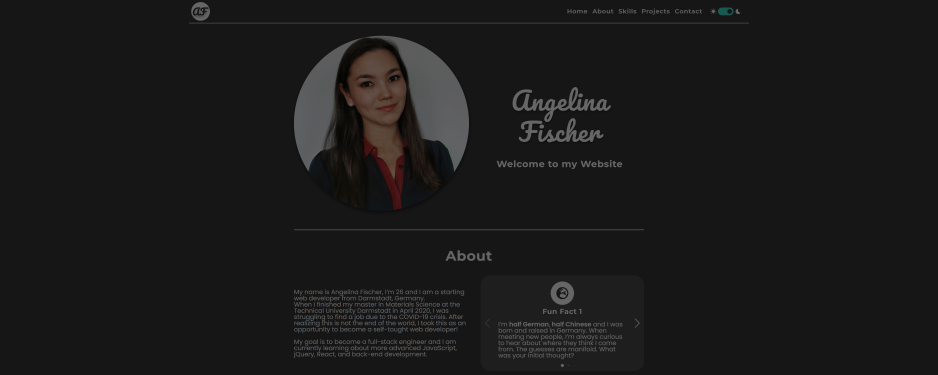 AF
Home About Skills Projects Contact
Angelina
Fischer
Welcome to my Website
About
My name is Angelina Fischer, I'm 26 and I am a starting
web developer from Darmstadt, Germany.
When I finished my master in Materials Science at the
Technical University Darmstadt in April 2020, I was
struggling to find a job due to the COVID-19 crisis. After
realizing this is not the end of the world, I took this as an
opportunity to become a self-taught web developer!
My goal is to become a full-stack engineer and I am
currently learning about more advanced JavaScript,
jQuery, React, and back-end development.
Fun Fact 1
I'm half German, half Chinese and I was
born and raised in Germany. When
meeting new people, I'm always curious
to hear about where they think I come
from. The guesses are manifold. What
was your initial thought?